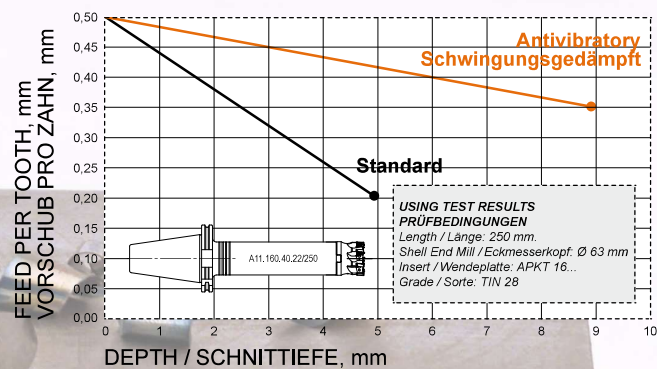 FEED PER TOOTH, mm
VORSCHUB PRO ZAHN, mm
0,50
0,45
0,40
0,35
0,30
0,25
0,20
0,15
0,10
0,05
0,00
Antivibratory
Schwingungsgedämpft
Standard
USING TEST RESULTS
PRÜFBEDINGUNGEN
Length / Länge: 250 mm.
Shell End Mill / Eckmesserkopf: Ø 63 mm
Insert / Wendeplatte: APKT 16...
Grade / Sorte: TIN 28
A11.160.40.22/250
0 1 2 3 4 5 6 7 8 9 10
DEPTH / SCHNITTIEFE, mm